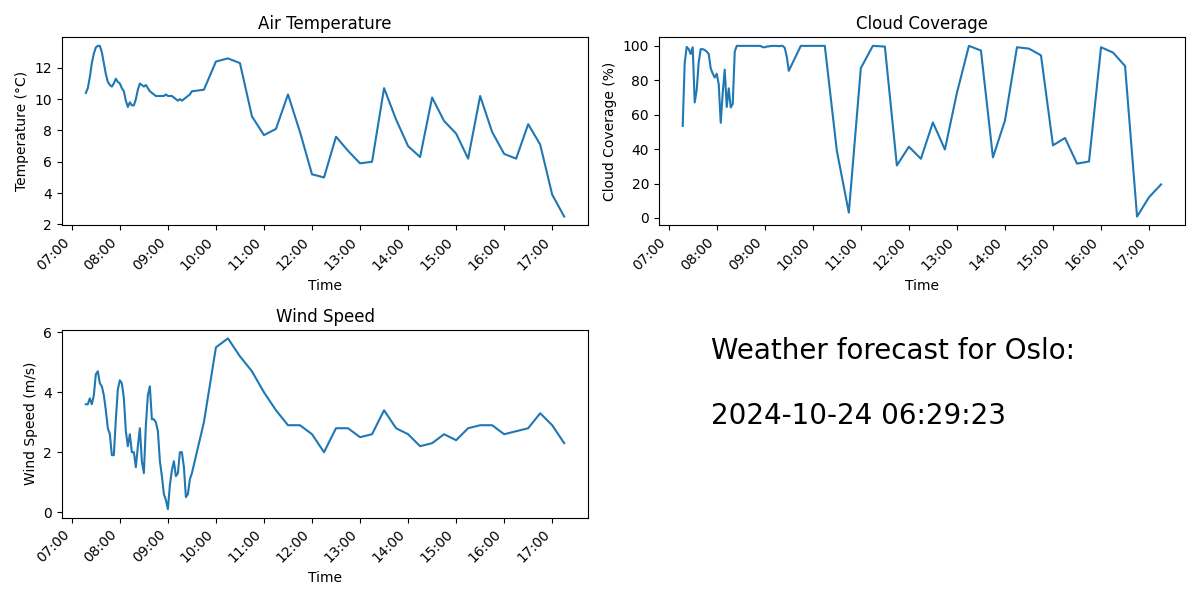 Air Temperature
Temperature (°C)
12
10
8
6
4
2
07:00 08:00 09:00 10:00 11:00 12:00 13:00 14:00 15:00 16:00 17:00
Time
Cloud Coverage
Cloud Coverage (%)
100
80
60
40
20
0
07:00 08:00 09:00 10:00 11:00 12:00 13:00 14:00 15:00 16:00 17:00
Time
Wind Speed
Wind Speed (m/s)
6
4
2
0
07:00 08:00 09:00 10:00 11:00 12:00 13:00 14:00 15:00 16:00 17:00
Time
Weather forecast for Oslo:
2024-10-24 06:29:23